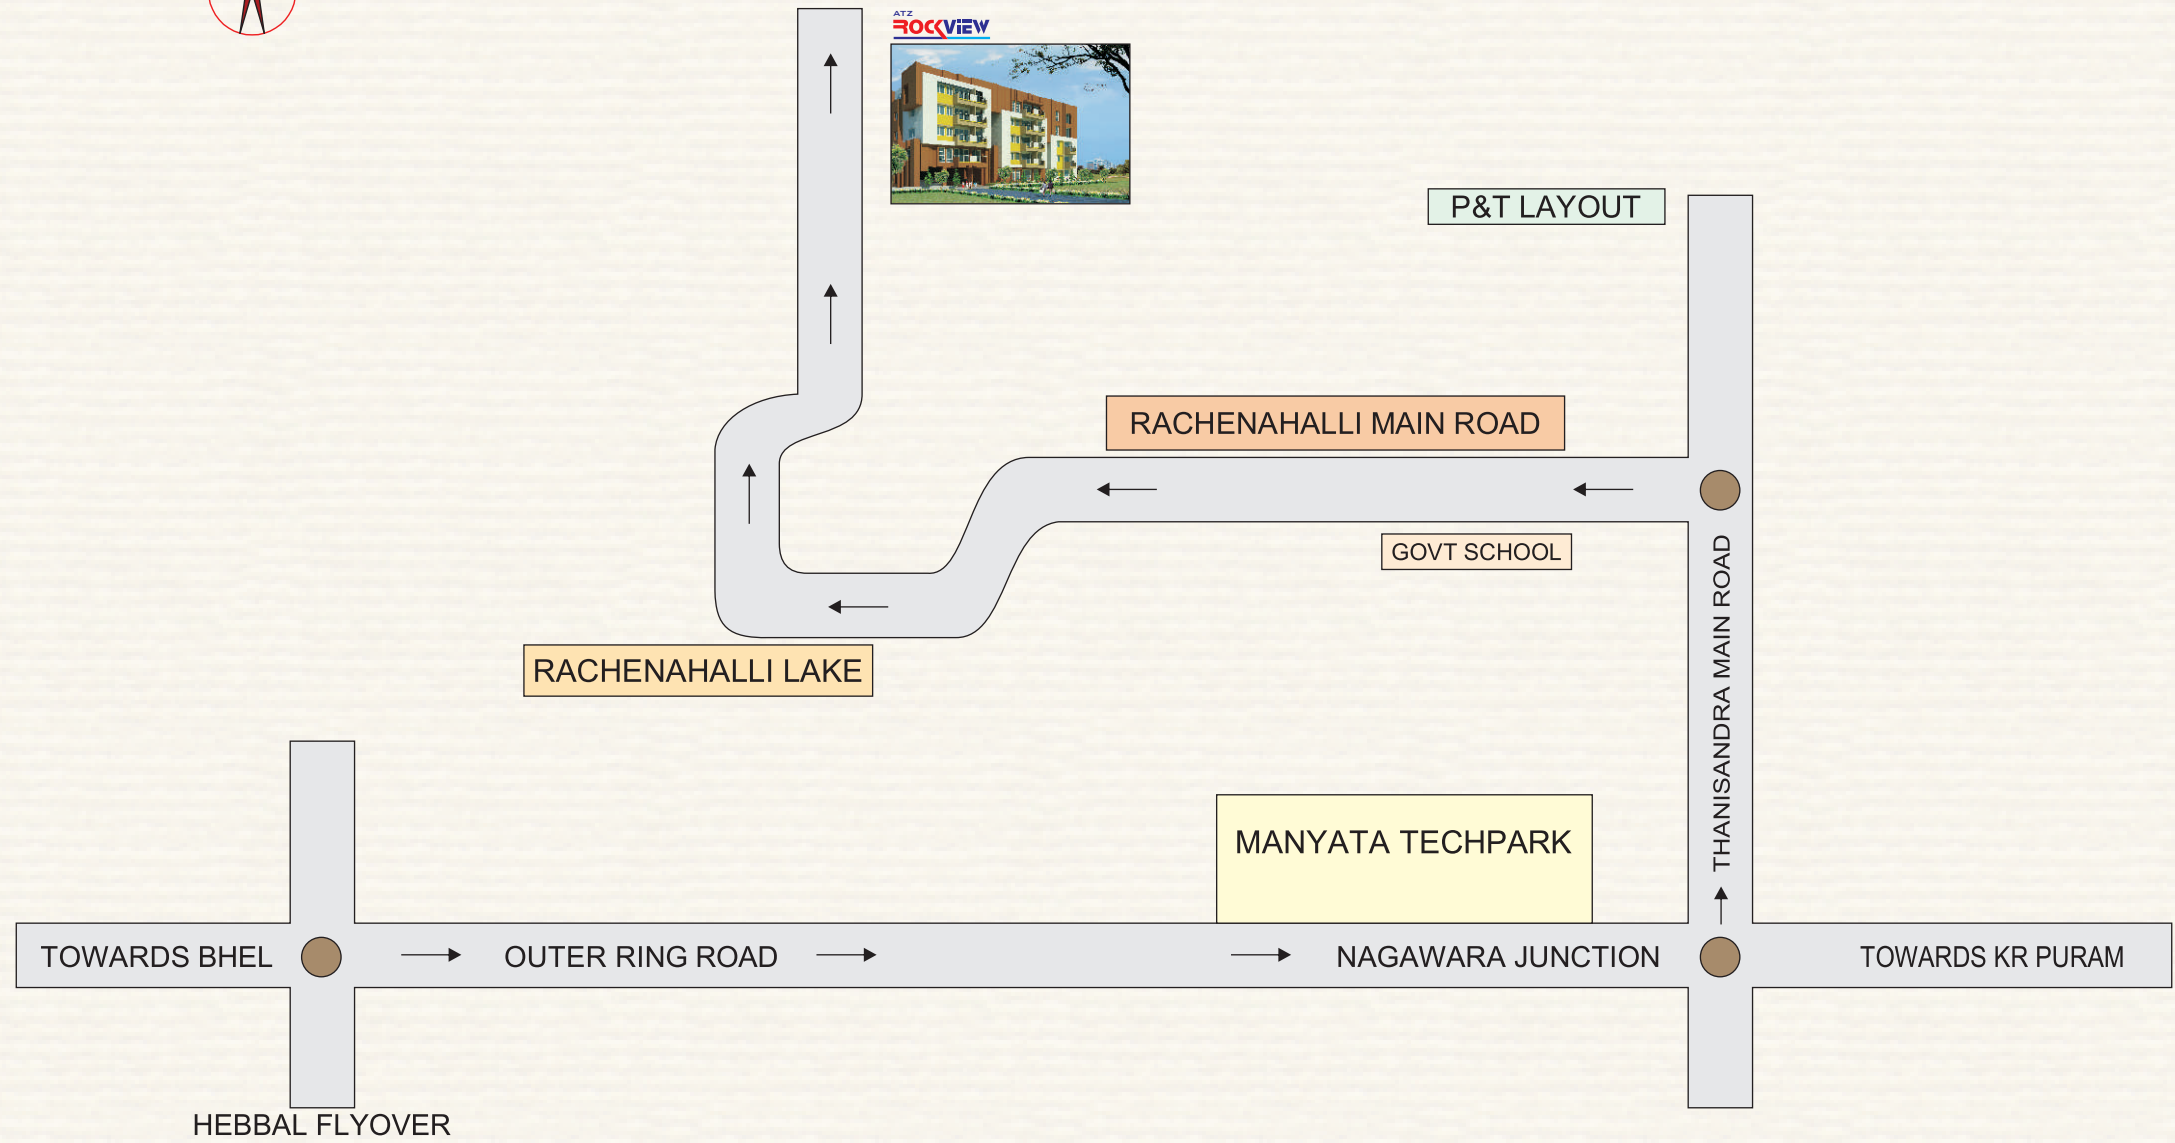 ATZ
ROCKVIEW
P&T LAYOUT
RACHENAHALLI MAIN ROAD
GOVT SCHOOL
THANISANDRA MAIN ROAD
RACHENAHALLI LAKE
MANYATA TECHPARK
TOWARDS BHEL
OUTER RING ROAD
NAGAWARA JUNCTION
TOWARDS KR PURAM
HEBBAL FLYOVER